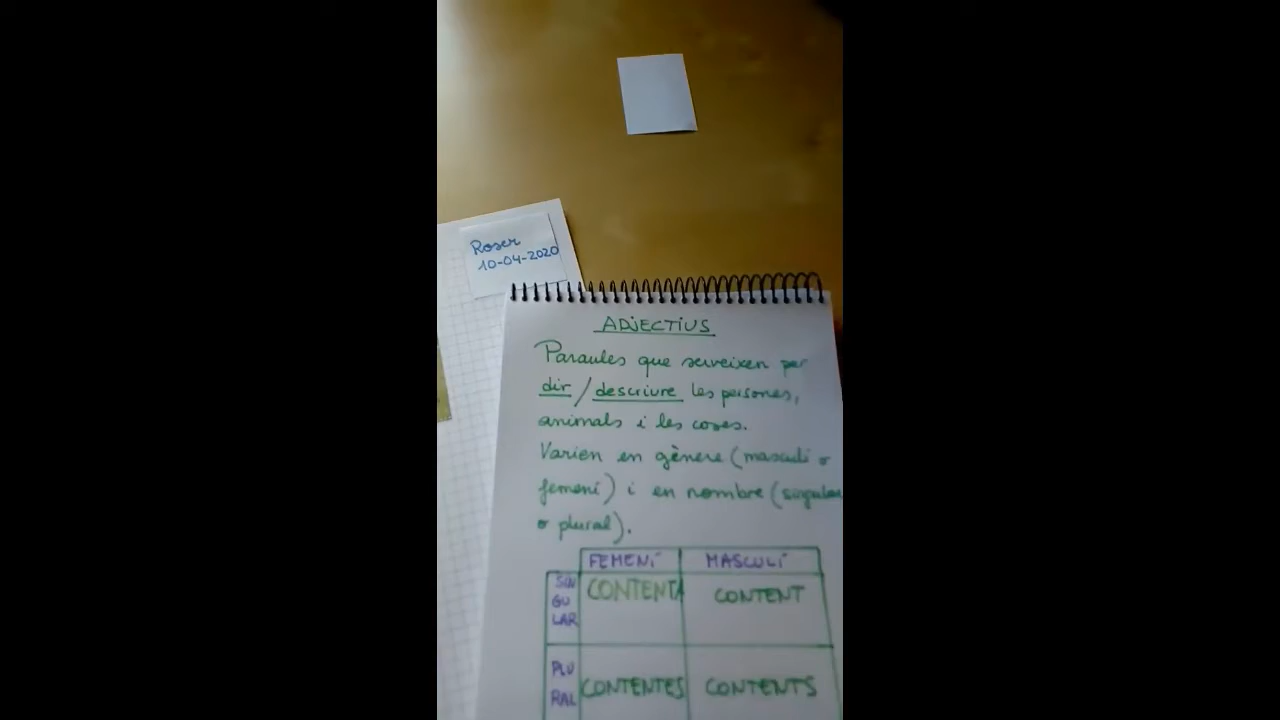 Roser
10-04-2020
ADJECTIUS
Paraules que serveixen per
dir / descriure les persones,
animals i les coses.
Varien en gènere (masculí o
femení) i en nombre (singular
o plural).
FEMENÍ MASCULÍ
SIN
GU
LAR
CONTENTA CONTENT
PLU
RAL
CONTENTES CONTENTS